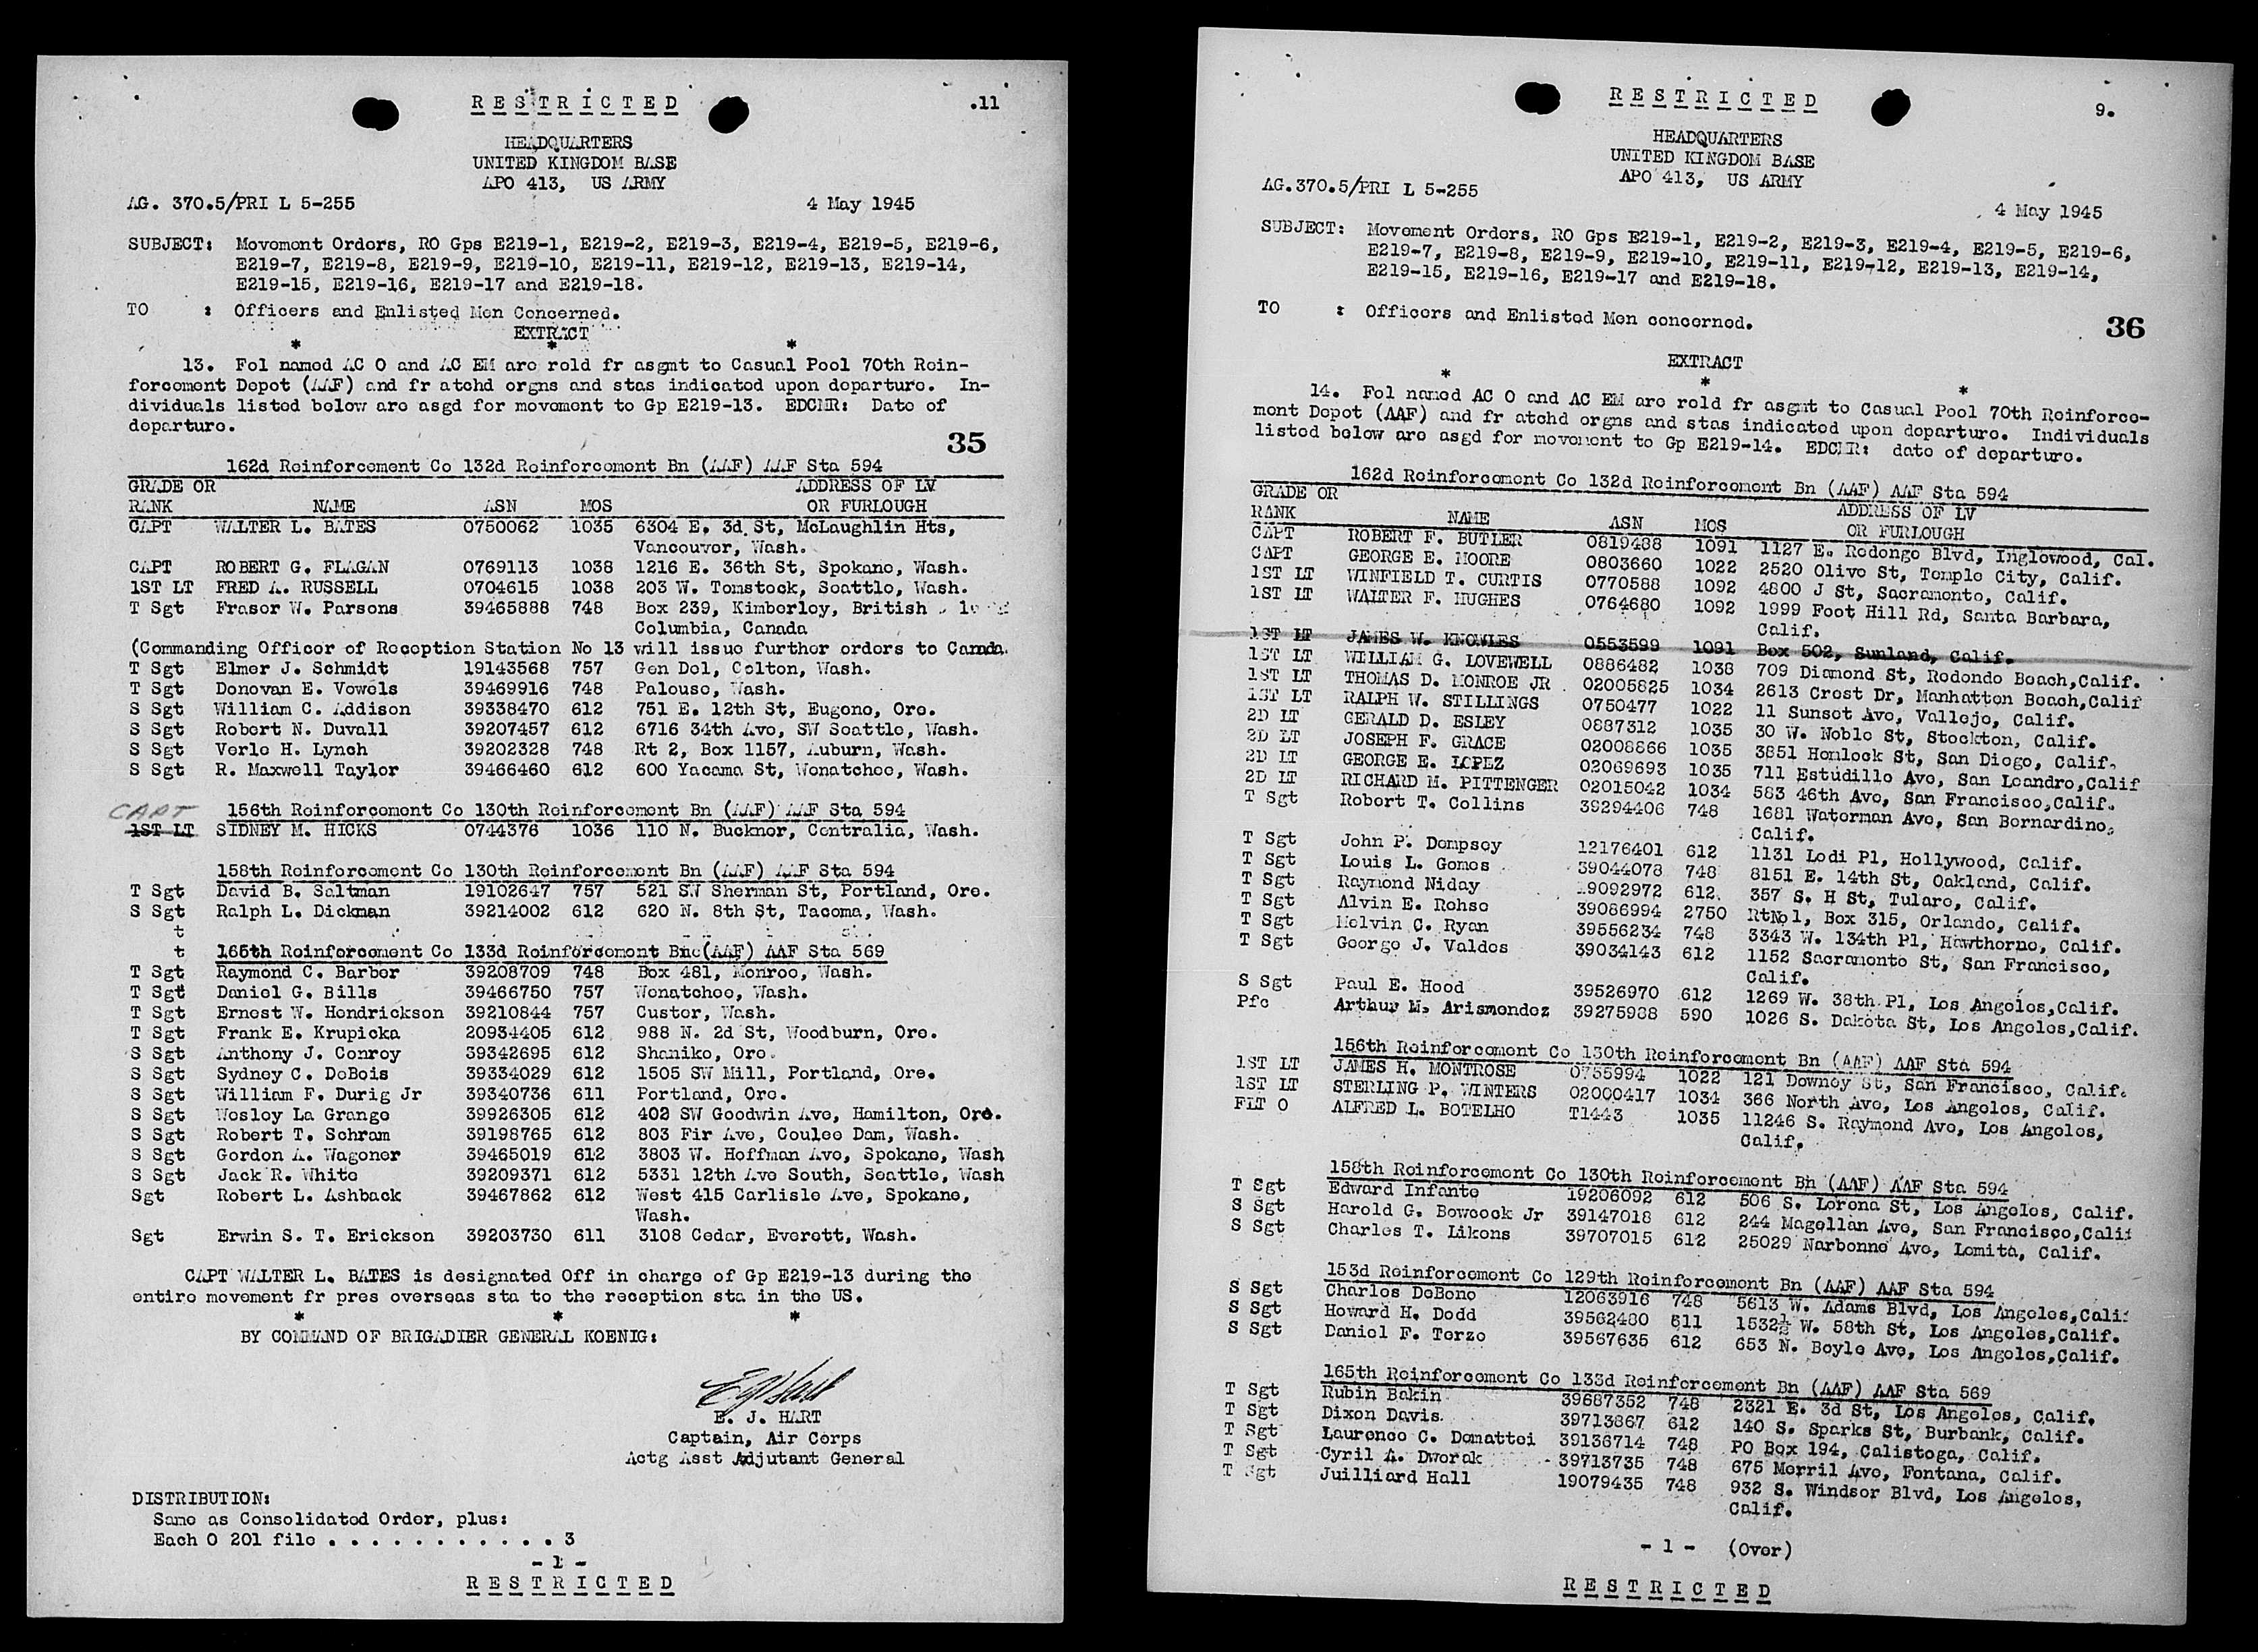 R E S T R I C T E D
.11
HEADQUARTERS
UNITED KINGDOM BASE
APO 413, US ARMY
AG. 370.5/PRI L 5-255 4 May 1945
SUBJECT: Movement Orders, RO Gps E219-1, E219-2, E219-3, E219-4, E219-5, E219-6,
E219-7, E219-8, E219-9, E219-10, E219-11, E219-12, E219-13, E219-14,
E219-15, E219-16, E219-17 and E219-18.
TO : Officers and Enlisted Men Concerned.
EXTRACT
* * *
13. Fol named AC O and AC EM are reld fr asgmt to Casual Pool 70th Rein-
forcement Depot (AAF) and fr atchd orgns and stas indicated upon departure. In-
dividuals listed below are asgd for movement to Gp E219-13. EDCMR: Date of
departure.
35
162d Reinforcement Co 132d Reinforcement Bn (AAF) AAF Sta 594
GRADE OR ADDRESS OF LV
RANK NAME ASN MOS OR FURLOUGH
CAPT WALTER L. BATES 0750062 1035 6304 E. 3d St, McLaughlin Hts,
Vancouver, Wash.
CAPT ROBERT G. FLAGAN 0769113 1038 1216 E. 36th St, Spokane, Wash.
1ST LT FRED A. RUSSELL 0704615 1038 203 W. Tomstock, Seattle, Wash.
T Sgt Fraser W. Parsons 39465888 748 Box 239, Kimberley, British
Columbia, Canada
(Commanding Officer of Reception Station No 13 will issue further orders to Canada.
T Sgt Elmer J. Schmidt 19143568 757 Gen Del, Colton, Wash.
T Sgt Donovan E. Vowels 39469916 748 Palouse, Wash.
S Sgt William C. Addison 39338470 612 751 E. 12th St, Eugene, Ore.
S Sgt Robert N. Duvall 39207457 612 6716 34th Ave, SW Seattle, Wash.
S Sgt Verle H. Lynch 39202328 748 Rt 2, Box 1157, Auburn, Wash.
S Sgt R. Maxwell Taylor 39466460 612 600 Yacama St, Wenatchee, Wash.
156th Reinforcement Co 130th Reinforcement Bn (AAF) AAF Sta 594
CAPT
1ST LT SIDNEY M. HICKS 0744376 1036 110 N. Buckner, Centralia, Wash.
158th Reinforcement Co 130th Reinforcement Bn (AAF) AAF Sta 594
T Sgt David B. Saltman 19102647 757 521 SW Sherman St, Portland, Ore.
S Sgt Ralph L. Dickman 39214002 612 620 N. 8th St, Tacoma, Wash.
t
t 165th Reinforcement Co 133d Reinforcement Bn (AAF) AAF Sta 569
T Sgt Raymond C. Barber 39208709 748 Box 481, Monroe, Wash.
T Sgt Daniel G. Bills 39466750 757 Wenatchee, Wash.
T Sgt Ernest W. Hendrickson 39210844 757 Custer, Wash.
T Sgt Frank E. Krupicka 20934405 612 988 N. 2d St, Woodburn, Ore.
S Sgt Anthony J. Conroy 39342695 612 Shaniko, Ore.
S Sgt Sydney C. DeBois 39334029 612 1505 SW Mill, Portland, Ore.
S Sgt William F. Durig Jr 39340736 611 Portland, Ore.
S Sgt Wesley La Grange 39926305 612 402 SW Goodwin Ave, Hamilton, Ore.
S Sgt Robert T. Schram 39198765 612 803 Fir Ave, Coulee Dam, Wash.
S Sgt Gordon A. Wagoner 39465019 612 3803 W. Hoffman Ave, Spokane, Wash
S Sgt Jack R. White 39209371 612 5331 12th Ave South, Seattle, Wash
Sgt Robert L. Ashback 39467862 612 West 415 Carlisle Ave, Spokane,
Wash.
Sgt Erwin S. T. Erickson 39203730 611 3108 Cedar, Everett, Wash.
CAPT WALTER L. BATES is designated Off in charge of Gp E219-13 during the
entire movement fr pres overseas sta to the reception sta in the US.
* * *
BY COMMAND OF BRIGADIER GENERAL KOENIG:
E J Hart
E. J. HART
Captain, Air Corps
Actg Asst Adjutant General
DISTRIBUTION:
Same as Consolidated Order, plus:
Each O 201 file . . . . . . . . . . . 3
- 1 -
R E S T R I C T E D
R E S T R I C T E D
9.
HEADQUARTERS
UNITED KINGDOM BASE
APO 413, US ARMY
AG.370.5/PRI L 5-255
4 May 1945
SUBJECT: Movement Orders, RO Gps E219-1, E219-2, E219-3, E219-4, E219-5, E219-6,
E219-7, E219-8, E219-9, E219-10, E219-11, E219-12, E219-13, E219-14,
E219-15, E219-16, E219-17 and E219-18.
TO : Officers and Enlisted Men concerned.
36
EXTRACT
* * *
14. Fol named AC O and AC EM are reld fr asgmt to Casual Pool 70th Reinforce-
ment Depot (AAF) and fr atchd orgns and stas indicated upon departure. Individuals
listed below are asgd for movement to Gp E219-14. EDCMR: date of departure.
162d Reinforcement Co 132d Reinforcement Bn (AAF) AAF Sta 594
GRADE OR ADDRESS OF LV
RANK NAME ASN MOS OR FURLOUGH
CAPT ROBERT F. BUTLER 0819488 1091 1127 E. Redongo Blvd, Inglewood, Cal.
CAPT GEORGE E. MOORE 0803660 1022 2520 Olive St, Temple City, Calif.
1ST LT WINFIELD T. CURTIS 0770588 1092 4800 J St, Sacramento, Calif.
1ST LT WALTER F. HUGHES 0764680 1092 1999 Foot Hill Rd, Santa Barbara,
Calif.
1ST LT JAMES W. KNOWLES 0553599 1091 Box 502, Sunland, Calif.
1ST LT WILLIAM G. LOVEWELL 0886482 1038 709 Diamond St, Redondo Beach,Calif.
1ST LT THOMAS D. MONROE JR 02005825 1034 2613 Crest Dr, Manhatten Beach,Calif
1ST LT RALPH W. STILLINGS 0750477 1022 11 Sunset Ave, Vallejo, Calif.
2D LT GERALD D. ESLEY 0887312 1035 30 W. Noble St, Stockton, Calif.
2D LT JOSEPH F. GRACE 02008866 1035 3851 Hemlock St, San Diego, Calif.
2D LT GEORGE E. LOPEZ 02069693 1035 711 Estudillo Ave, San Leandro,Calif
2D LT RICHARD M. PITTENGER 02015042 1034 583 46th Ave, San Francisco,Calif.
T Sgt Robert T. Collins 39294406 748 1681 Waterman Ave, San Bernardino,
Calif.
T Sgt John P. Dempsey 12176401 612 1131 Lodi Pl, Hollywood, Calif.
T Sgt Louis L. Gomes 39044078 748 8151 E. 14th St, Oakland, Calif.
T Sgt Raymond Niday 19092972 612 357 S. H St, Tulare, Calif.
T Sgt Alvin E. Rohse 39086994 2750 RtNo1, Box 315, Orlando, Calif.
T Sgt Melvin C. Ryan 39556234 748 3343 W. 134th Pl, Hawthorne, Calif.
T Sgt George J. Valdes 39034143 612 1152 Sacramento St, San Francisco,
Calif.
S Sgt Paul E. Hood 39526970 612 1269 W. 38th Pl, Los Angeles,Calif.
Pfc Arthur M. Arismendez 39275988 590 1026 S. Dakota St, Los Angeles,Calif.
156th Reinforcement Co 130th Reinforcement Bn (AAF) AAF Sta 594
1ST LT JAMES H. MONTROSE 0755994 1022 121 Downey St, San Francisco, Calif.
1ST LT STERLING P. WINTERS 02000417 1034 366 North Ave, Los Angeles, Calif.
FLT O ALFRED L. BOTELHO T1443 1035 11246 S. Raymond Ave, Los Angeles,
Calif.
158th Reinforcement Co 130th Reinforcement Bn (AAF) AAF Sta 594
T Sgt Edward Infante 19206092 612 506 S. Lorena St, Los Angeles, Calif.
S Sgt Harold G. Bowcock Jr 39147018 612 244 Magellan Ave, San Francisco,Calif
S Sgt Charles T. Likens 39707015 612 25029 Narbonne Ave, Lomita, Calif.
153d Reinforcement Co 129th Reinforcement Bn (AAF) AAF Sta 594
S Sgt Charles DeBono 12063916 748 5613 W. Adams Blvd, Los Angeles,Calif
S Sgt Howard H. Dodd 39562480 611 1532½ W. 58th St, Los Angeles,Calif.
S Sgt Daniel F. Terzo 39567635 612 653 N. Boyle Ave, Los Angeles,Calif.
165th Reinforcement Co 133d Reinforcement Bn (AAF) AAF Sta 569
T Sgt Rubin Bakin 39687352 748 2321 E. 3d St, Los Angeles, Calif.
T Sgt Dixon Davis 39713867 612 140 S. Sparks St, Burbank, Calif.
T Sgt Laurence C. Demattei 39136714 748 PO Box 194, Calistoga, Calif.
T Sgt Cyril A. Dworak 39713735 748 675 Merril Ave, Fontana, Calif.
T Sgt Juilliard Hall 19079435 748 932 S. Windsor Blvd, Los Angeles,
Calif.
- 1 - (Over)
R E S T R I C T E D